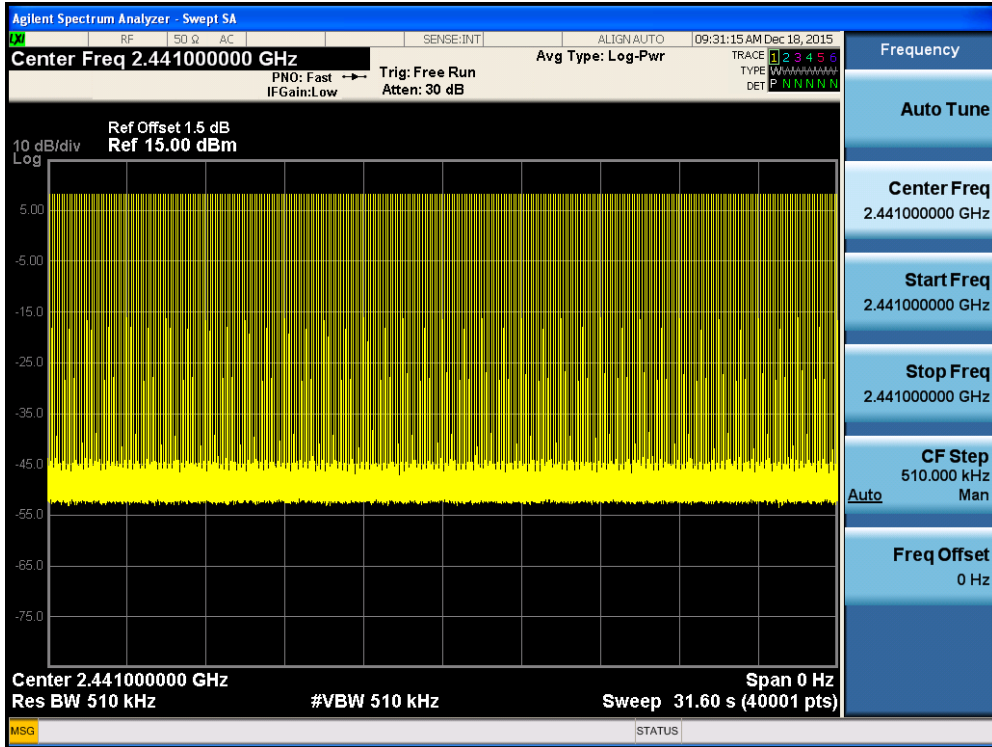 Agilent Spectrum Analyzer - Swept SA
LXI RF 50 Ω AC SENSE:INT ALIGN AUTO 09:31:15 AM Dec 18, 2015
Center Freq 2.441000000 GHz
Avg Type: Log-Pwr
TRACE 1 2 3 4 5 6
PNO: Fast Trig: Free Run
TYPE WWWWWW
IFGain:Low Atten: 30 dB
DET P N N N N N
Ref Offset 1.5 dB
10 dB/div Ref 15.00 dBm
Log
5.00
-5.00
-15.0
-25.0
-35.0
-45.0
-55.0
-65.0
-75.0
Center 2.441000000 GHz Span 0 Hz
Res BW 510 kHz #VBW 510 kHz Sweep 31.60 s (40001 pts)
MSG STATUS
Frequency
Auto Tune
Center Freq
2.441000000 GHz
Start Freq
2.441000000 GHz
Stop Freq
2.441000000 GHz
CF Step
510.000 kHz
Auto Man
Freq Offset
0 Hz